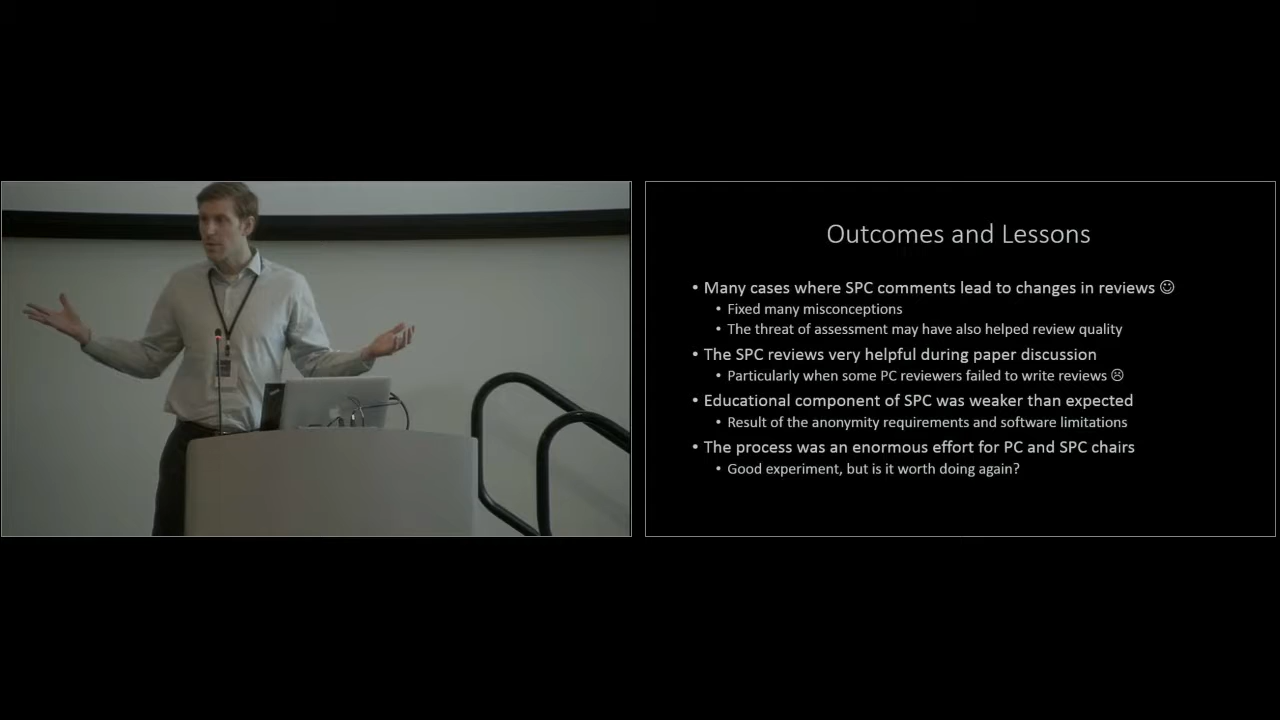 Outcomes and Lessons
• Many cases where SPC comments lead to changes in reviews ☺
• Fixed many misconceptions
• The threat of assessment may have also helped review quality
• The SPC reviews very helpful during paper discussion
• Particularly when some PC reviewers failed to write reviews ☹
• Educational component of SPC was weaker than expected
• Result of the anonymity requirements and software limitations
• The process was an enormous effort for PC and SPC chairs
• Good experiment, but is it worth doing again?